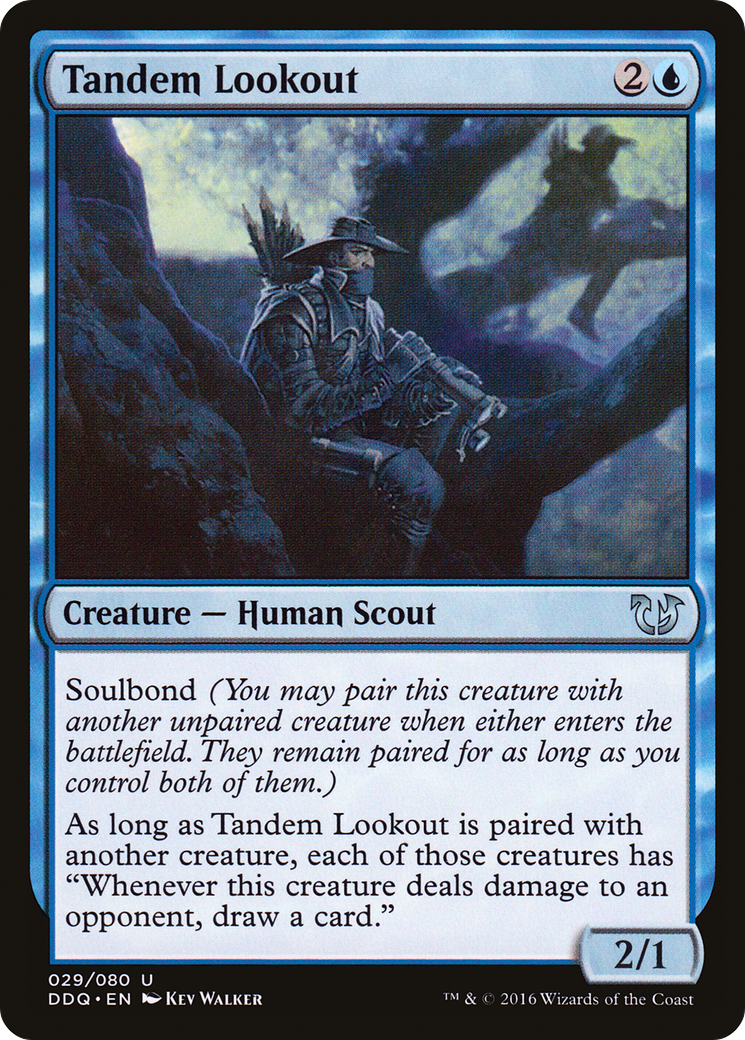 Tandem Lookout 2
Creature — Human Scout
Soulbond (You may pair this creature with
another unpaired creature when either enters the
battlefield. They remain paired for as long as you
control both of them.)
As long as Tandem Lookout is paired with
another creature, each of those creatures has
“Whenever this creature deals damage to an
opponent, draw a card.”
2/1
029/080 U
DDQ • EN Kev Walker ™ & © 2016 Wizards of the Coast